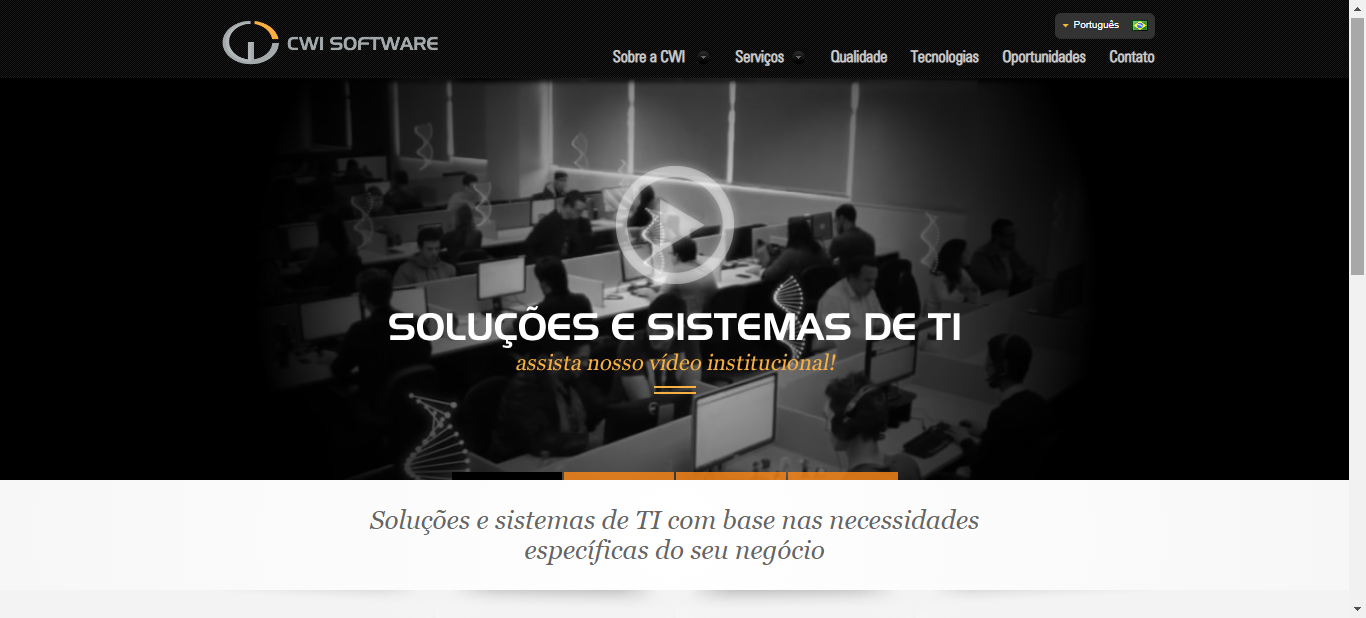 CWI SOFTWARE
Português
Sobre a CWI
Serviços
Qualidade
Tecnologias
Oportunidades
Contato
SOLUÇÕES E SISTEMAS DE TI
assista nosso vídeo institucional!
Soluções e sistemas de TI com base nas necessidades
específicas do seu negócio